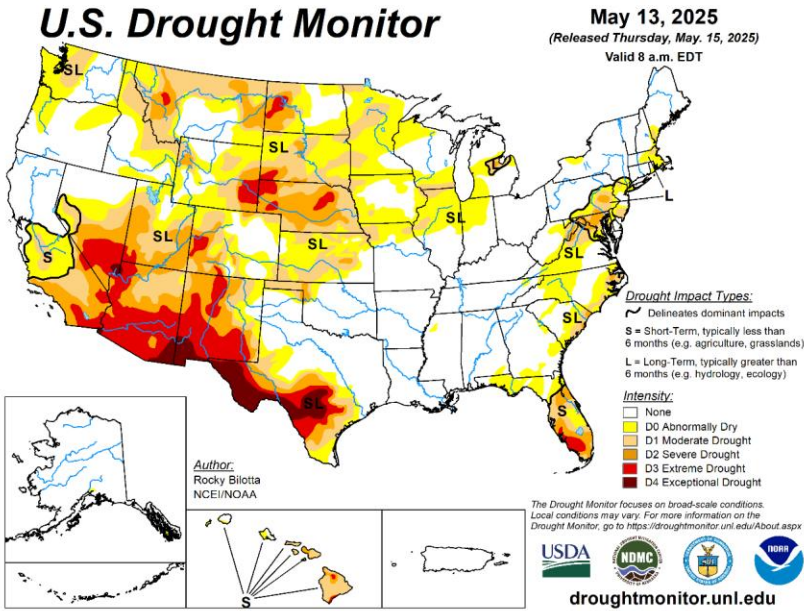 U.S. Drought Monitor
May 13, 2025
(Released Thursday, May. 15, 2025)
Valid 8 a.m. EDT
SL
SL
SL
SL
SL
S
SL
SL
SL
S
L
Drought Impact Types:
Delineates dominant impacts
S = Short-Term, typically less than
6 months (e.g. agriculture, grasslands)
L = Long-Term, typically greater than
6 months (e.g. hydrology, ecology)
Intensity:
None
D0 Abnormally Dry
D1 Moderate Drought
D2 Severe Drought
D3 Extreme Drought
D4 Exceptional Drought
Author:
Rocky Bilotta
NCEI/NOAA
S
The Drought Monitor focuses on broad-scale conditions.
Local conditions may vary. For more information on the
Drought Monitor, go to https://droughtmonitor.unl.edu/About.aspx
USDA
NDMC
NOAA
droughtmonitor.unl.edu